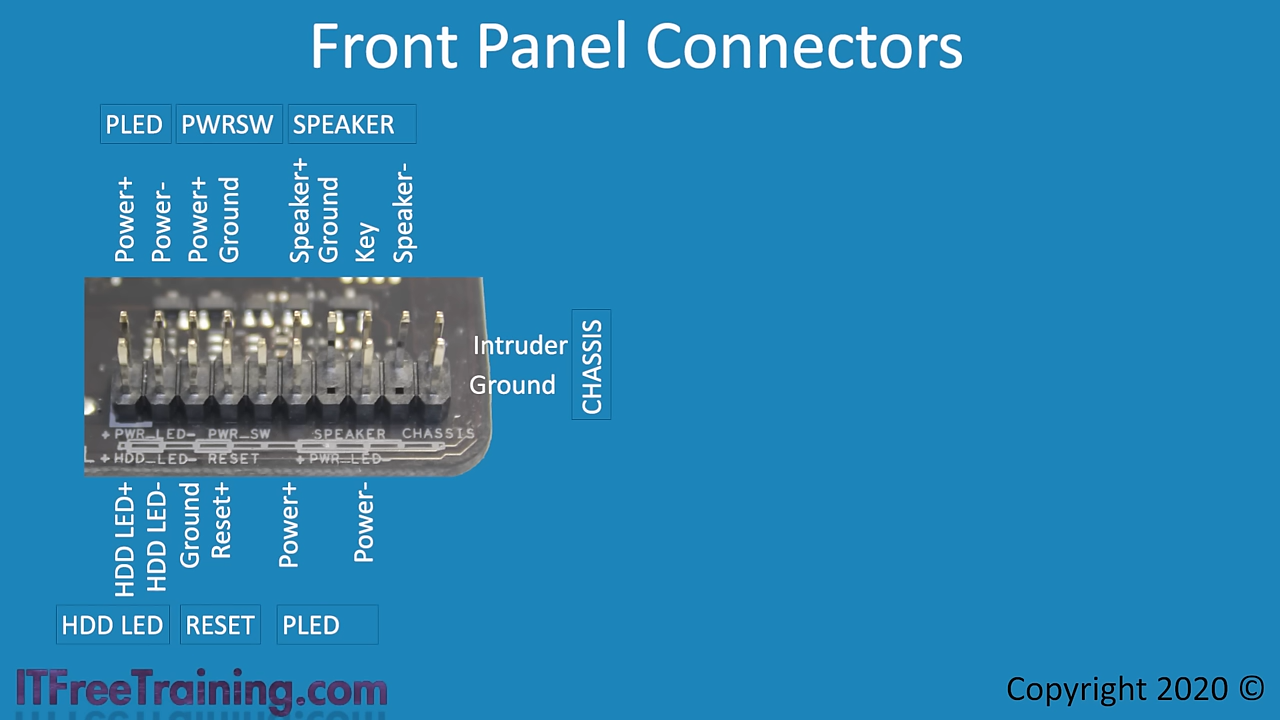 Front Panel Connectors
PLED PWRSW SPEAKER
Power+ Power- Power+ Ground Speaker+ Ground Key Speaker-
Intruder
Ground
CHASSIS
+PWR_LED- PWR_SW SPEAKER CHASSIS
+HDD_LED- RESET +PWR_LED-
HDD LED+ HDD LED- Ground Reset+ Power+ Power-
HDD LED RESET PLED
ITFreeTraining.com
Copyright 2020 ©